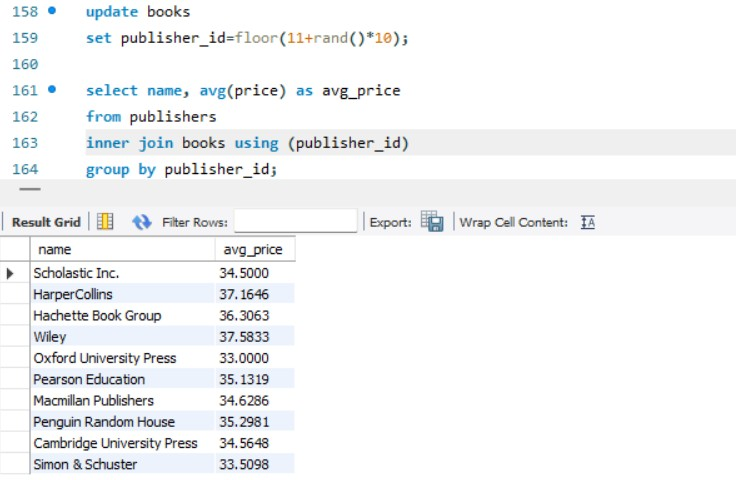 158 update books
159 set publisher_id=floor(11+rand()*10);
160
161 select name, avg(price) as avg_price
162 from publishers
163 inner join books using (publisher_id)
164 group by publisher_id;
Result Grid Filter Rows: Export: Wrap Cell Content: IA
name avg_price
Scholastic Inc. 34.5000
HarperCollins 37.1646
Hachette Book Group 36.3063
Wiley 37.5833
Oxford University Press 33.0000
Pearson Education 35.1319
Macmillan Publishers 34.6286
Penguin Random House 35.2981
Cambridge University Press 34.5648
Simon & Schuster 33.5098